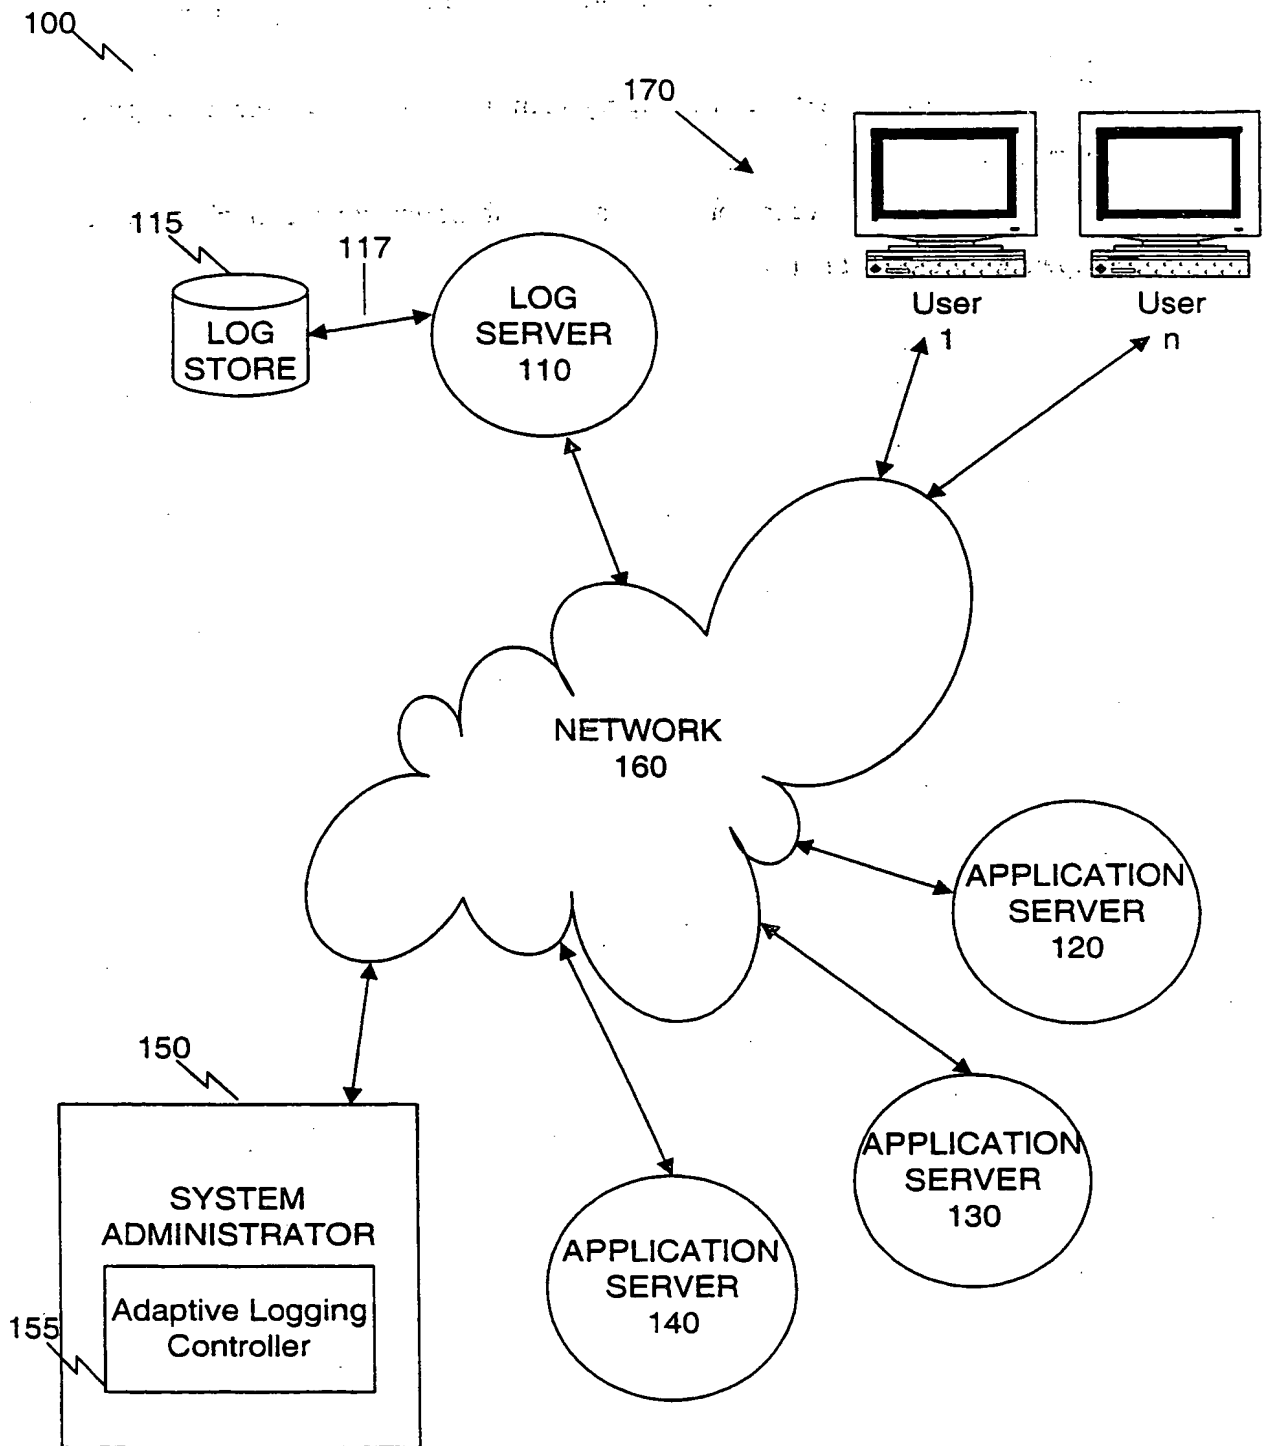 100
170
115
117
LOG
STORE
LOG
SERVER
110
User
1
User
n
NETWORK
160
APPLICATION
SERVER
120
150
APPLICATION
SERVER
130
SYSTEM
ADMINISTRATOR
APPLICATION
SERVER
140
155
Adaptive Logging
Controller